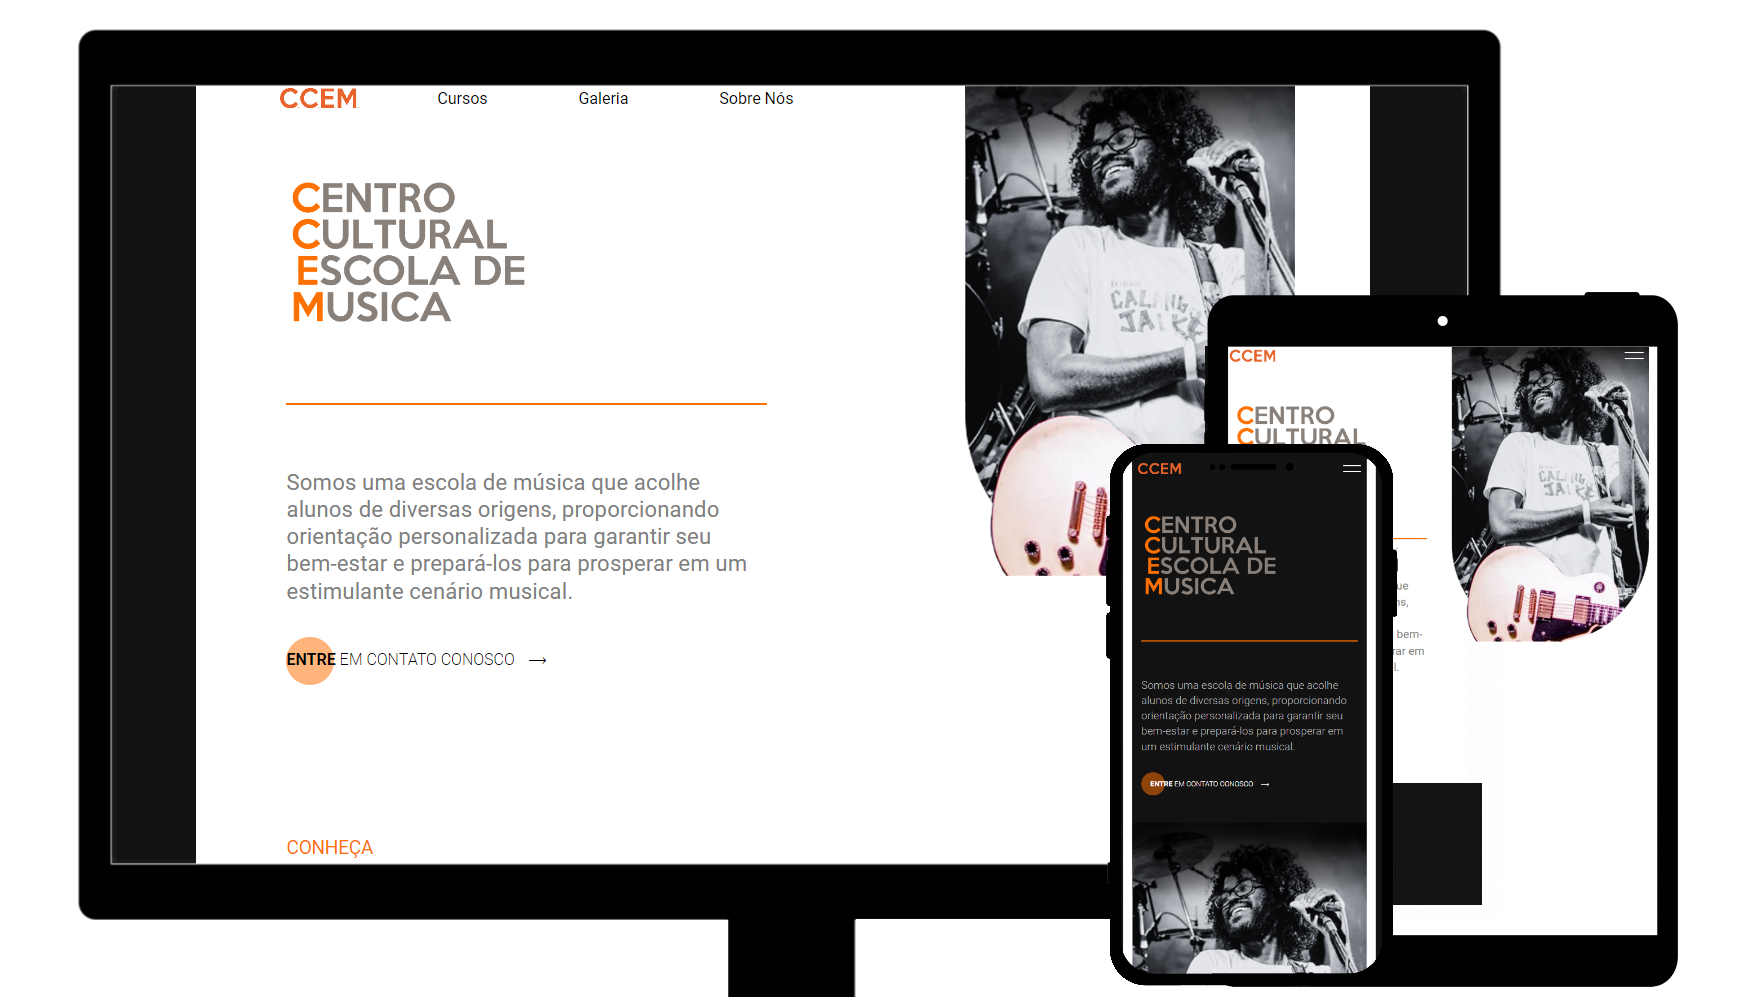 CCEM
Cursos
Galeria
Sobre Nós
CENTRO
CULTURAL
ESCOLA DE
MUSICA
Somos uma escola de música que acolhe
alunos de diversas origens, proporcionando
orientação personalizada para garantir seu
bem-estar e prepará-los para prosperar em um
estimulante cenário musical.
ENTRE EM CONTATO CONOSCO →
CONHEÇA
CCEM
CENTRO
CULTURAL
bem-
em
CCEM
CENTRO
CULTURAL
ESCOLA DE
MUSICA
Somos uma escola de música que acolhe
alunos de diversas origens, proporcionando
orientação personalizada para garantir seu
bem-estar e prepará-los para prosperar em
um estimulante cenário musical.
ENTRE EM CONTATO CONOSCO →